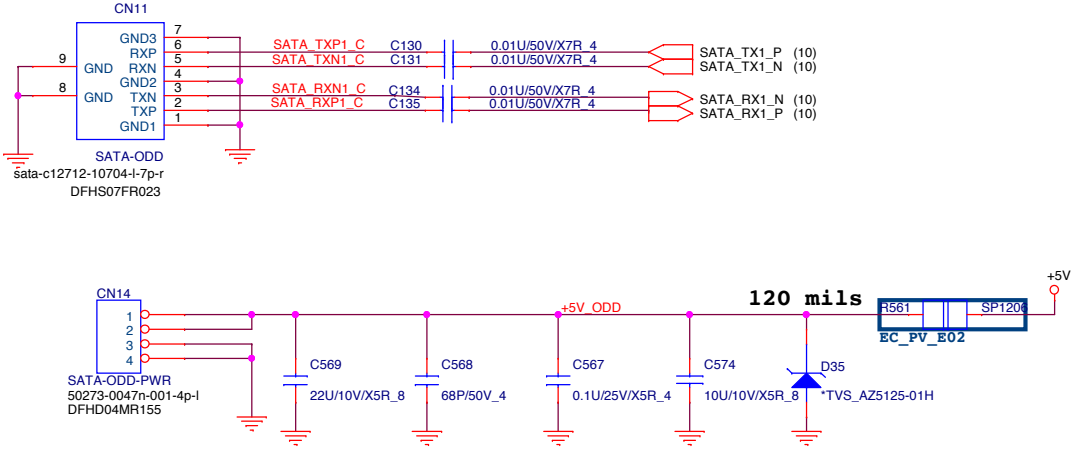 CN11
GND3 7
RXP 6 SATA_TXP1_C C130 0.01U/50V/X7R_4 SATA_TX1_P (10)
9 GND RXN 5 SATA_TXN1_C C131 0.01U/50V/X7R_4 SATA_TX1_N (10)
GND2 4
8 GND TXN 3 SATA_RXN1_C C134 0.01U/50V/X7R_4 SATA_RX1_N (10)
TXP 2 SATA_RXP1_C C135 0.01U/50V/X7R_4 SATA_RX1_P (10)
GND1 1
SATA-ODD
sata-c12712-10704-l-7p-r
DFHS07FR023
+5V
CN14
120 mils
R561 SP1206
+5V_ODD
EC_PV_E02
1
2
3
4
C569
22U/10V/X5R_8
C568
68P/50V_4
C567
0.1U/25V/X5R_4
C574
10U/10V/X5R_8
D35
*TVS_AZ5125-01H
SATA-ODD-PWR
50273-0047n-001-4p-l
DFHD04MR155